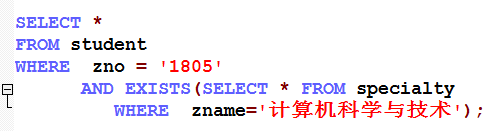 SELECT *
FROM student
WHERE zno = '1805'
AND EXISTS(SELECT * FROM specialty
WHERE zname='计算机科学与技术');